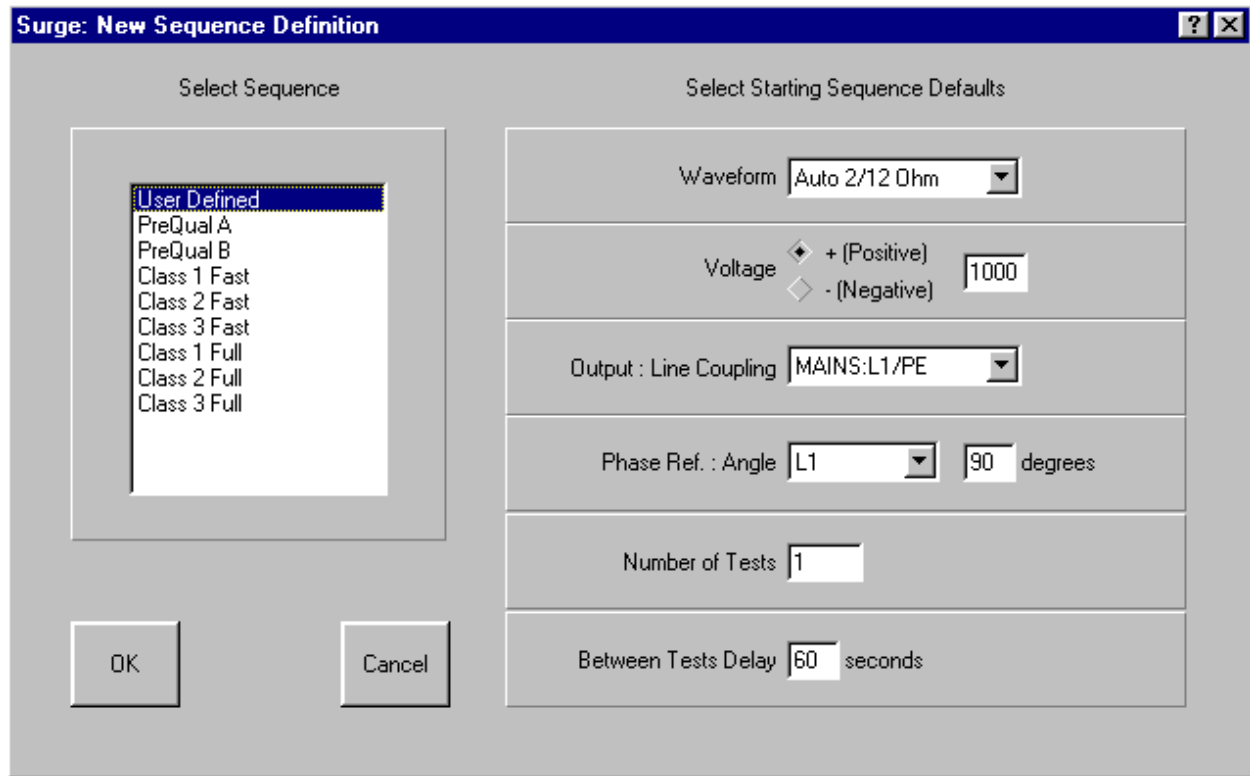 Surge: New Sequence Definition
Select Sequence
User Defined
PreQual A
PreQual B
Class 1 Fast
Class 2 Fast
Class 3 Fast
Class 1 Full
Class 2 Full
Class 3 Full
OK
Cancel
Select Starting Sequence Defaults
Waveform Auto 2/12 Ohm
Voltage + (Positive) 1000
- (Negative)
Output : Line Coupling MAINS:L1/PE
Phase Ref. : Angle L1 90 degrees
Number of Tests 1
Between Tests Delay 60 seconds